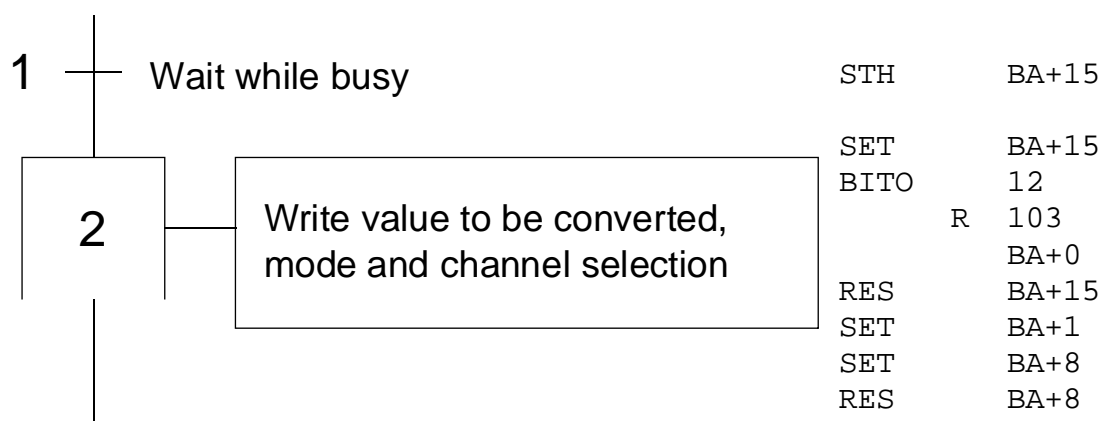 1 Wait while busy STH BA+15
SET BA+15
BITO 12
2 Write value to be converted, R 103
mode and channel selection BA+0
RES BA+15
SET BA+1
SET BA+8
RES BA+8